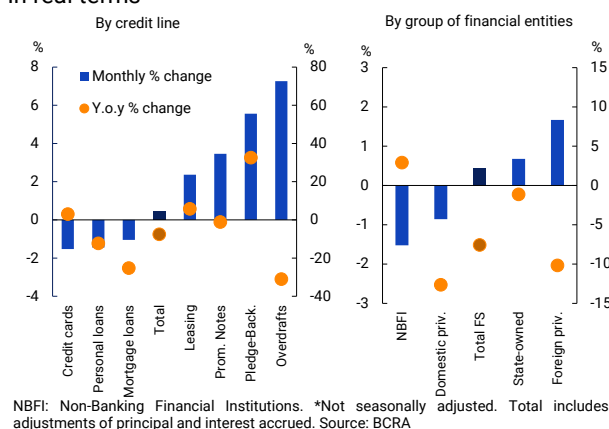 in real terms
By credit line
By group of financial entities
%
%
%
%
8
6
4
2
0
-2
-4
80
60
40
20
0
-20
-40
Monthly % change
Y.o.y % change
Credit cards
Personal loans
Mortgage loans
Total
Leasing
Prom. Notes
Pledge-Back.
Overdrafts
3
2
1
0
-1
-2
-3
15
10
5
0
-5
-10
-15
NBFI
Domestic priv.
Total FS
State-owned
Foreign priv.
NBFI: Non-Banking Financial Institutions. *Not seasonally adjusted. Total includes
adjustments of principal and interest accrued. Source: BCRA